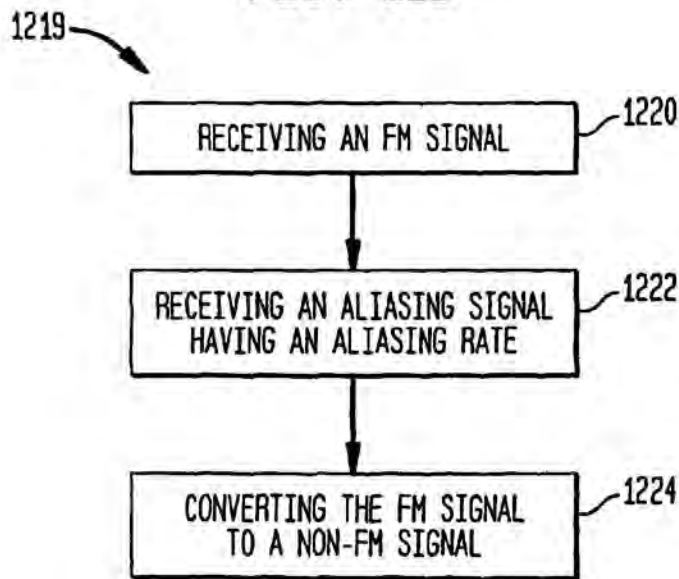 1219
RECEIVING AN FM SIGNAL
1220
RECEIVING AN ALIASING SIGNAL
HAVING AN ALIASING RATE
1222
CONVERTING THE FM SIGNAL
TO A NON-FM SIGNAL
1224